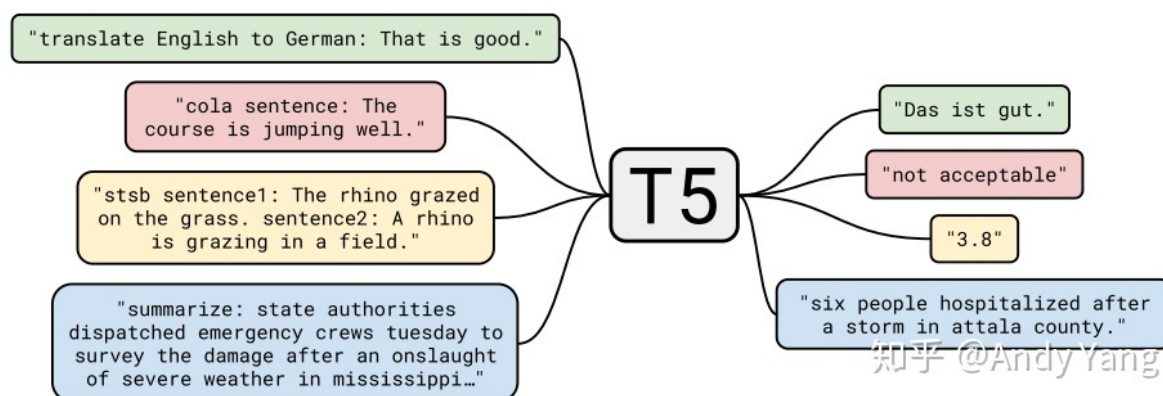 "translate English to German: That is good."
"cola sentence: The
course is jumping well."
"stsb sentence1: The rhino grazed
on the grass. sentence2: A rhino
is grazing in a field."
"summarize: state authorities
dispatched emergency crews tuesday to
survey the damage after an onslaught
of severe weather in mississippi…"
T5
"Das ist gut."
"not acceptable"
"3.8"
"six people hospitalized after
a storm in attala county."
知乎 @Andy Yang